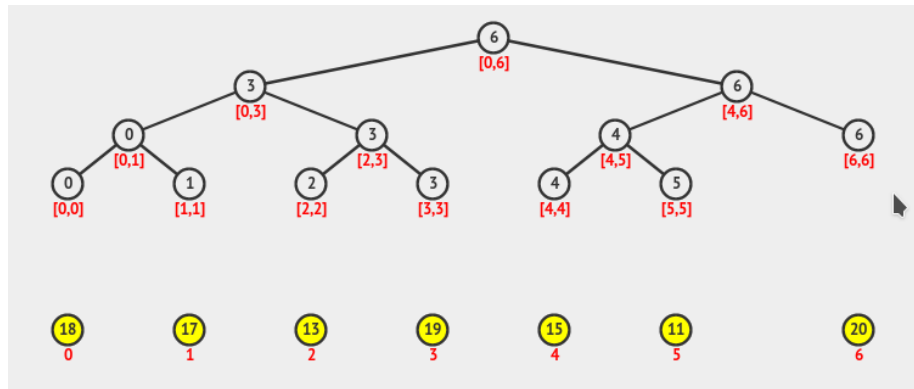 6
[0,6]
3 6
[0,3] [4,6]
0 3 4 6
[0,1] [2,3] [4,5] [6,6]
0 1 2 3 4 5
[0,0] [1,1] [2,2] [3,3] [4,4] [5,5]
18 17 13 19 15 11 20
0 1 2 3 4 5 6